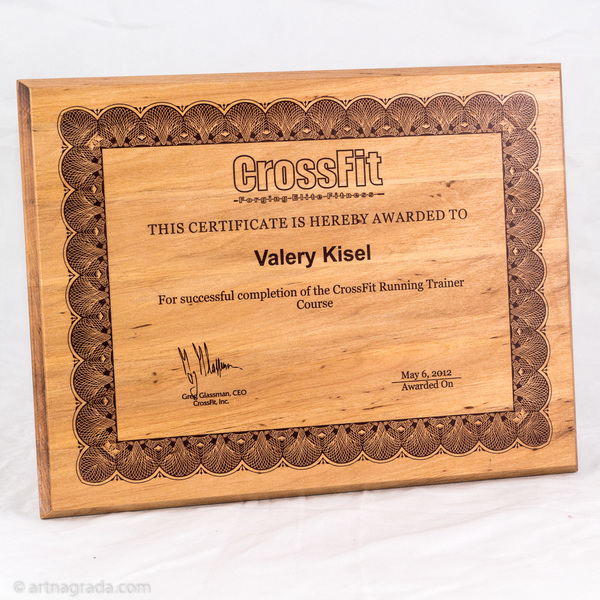 CrossFit
-Forging-Elite-Fitness-
THIS CERTIFICATE IS HEREBY AWARDED TO
Valery Kisel
For successful completion of the CrossFit Running Trainer
Course
Greg Glassman, CEO
CrossFit, Inc.
May 6, 2012
Awarded On
© artnagrada.com